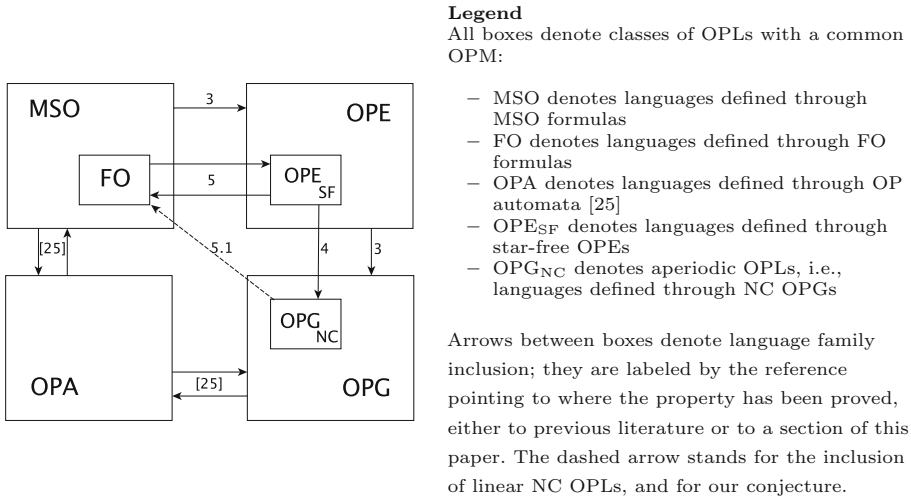 MSO
3
OPE
FO
5
OPE
SF
[25]
5.1
4
3
OPG
NC
OPA
[25]
OPG
Legend
All boxes denote classes of OPLs with a common
OPM:
– MSO denotes languages defined through
MSO formulas
– FO denotes languages defined through FO
formulas
– OPA denotes languages defined through OP
automata [25]
– OPESF denotes languages defined through
star-free OPEs
– OPGNC denotes aperiodic OPLs, i.e.,
languages defined through NC OPGs
Arrows between boxes denote language family
inclusion; they are labeled by the reference
pointing to where the property has been proved,
either to previous literature or to a section of this
paper. The dashed arrow stands for the inclusion
of linear NC OPLs, and for our conjecture.